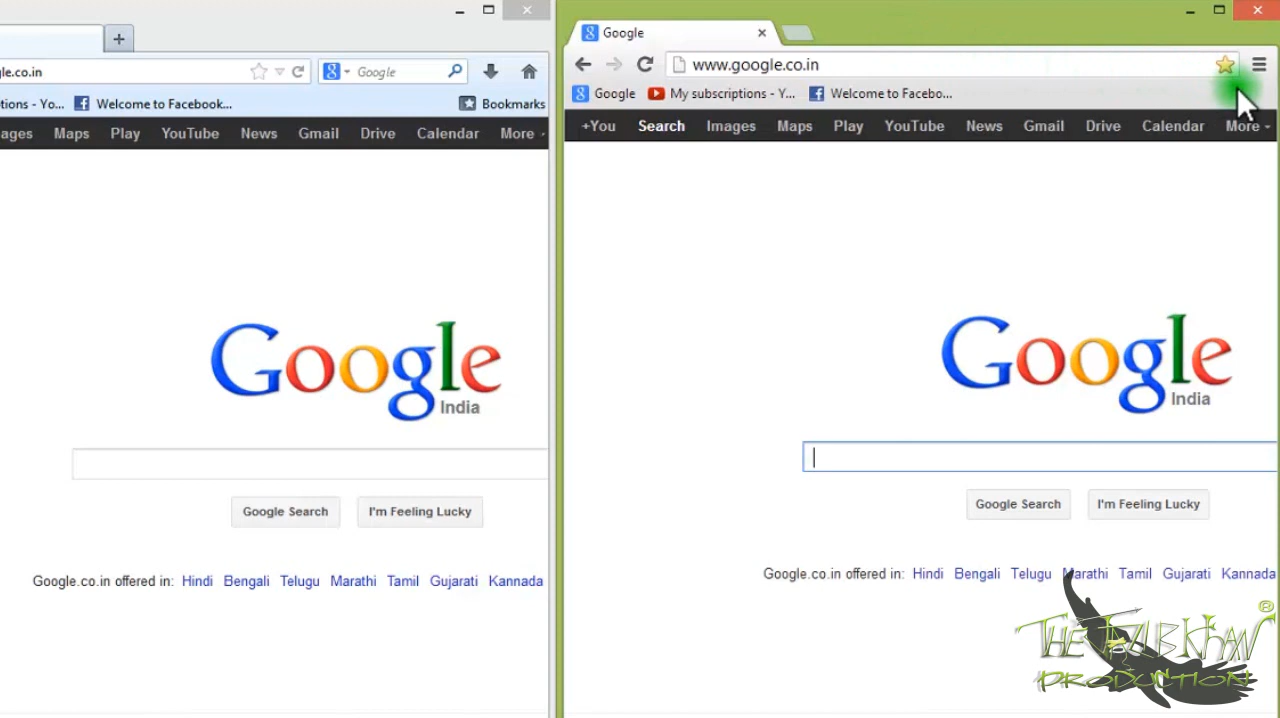 le.co.in
Google
tions - Yo... Welcome to Facebook... Bookmarks
ages Maps Play YouTube News Gmail Drive Calendar More
Google
India
Google Search I'm Feeling Lucky
Google.co.in offered in: Hindi Bengali Telugu Marathi Tamil Gujarati Kannada
Google
www.google.co.in
Google My subscriptions - Y... Welcome to Facebo...
+You Search Images Maps Play YouTube News Gmail Drive Calendar More
Google
India
Google Search I'm Feeling Lucky
Google.co.in offered in: Hindi Bengali Telugu Marathi Tamil Gujarati Kannada
PRODUCTION